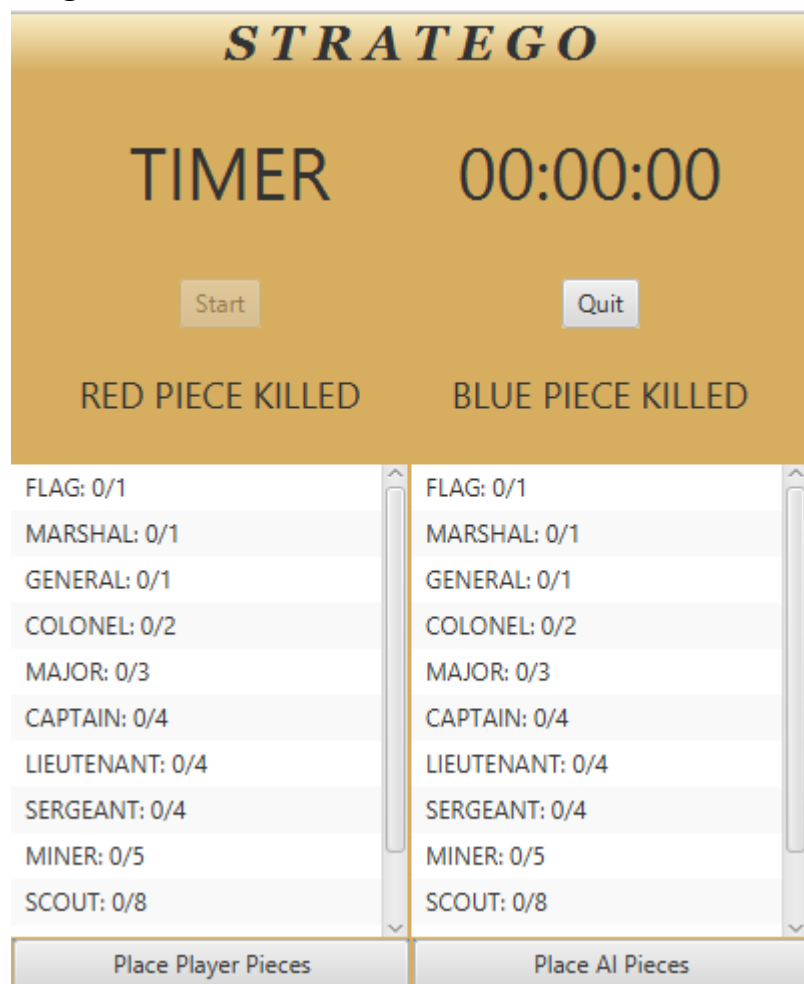 STRATEGO
TIMER 00:00:00
Start Quit
RED PIECE KILLED BLUE PIECE KILLED
FLAG: 0/1 FLAG: 0/1
MARSHAL: 0/1 MARSHAL: 0/1
GENERAL: 0/1 GENERAL: 0/1
COLONEL: 0/2 COLONEL: 0/2
MAJOR: 0/3 MAJOR: 0/3
CAPTAIN: 0/4 CAPTAIN: 0/4
LIEUTENANT: 0/4 LIEUTENANT: 0/4
SERGEANT: 0/4 SERGEANT: 0/4
MINER: 0/5 MINER: 0/5
SCOUT: 0/8 SCOUT: 0/8
Place Player Pieces Place AI Pieces